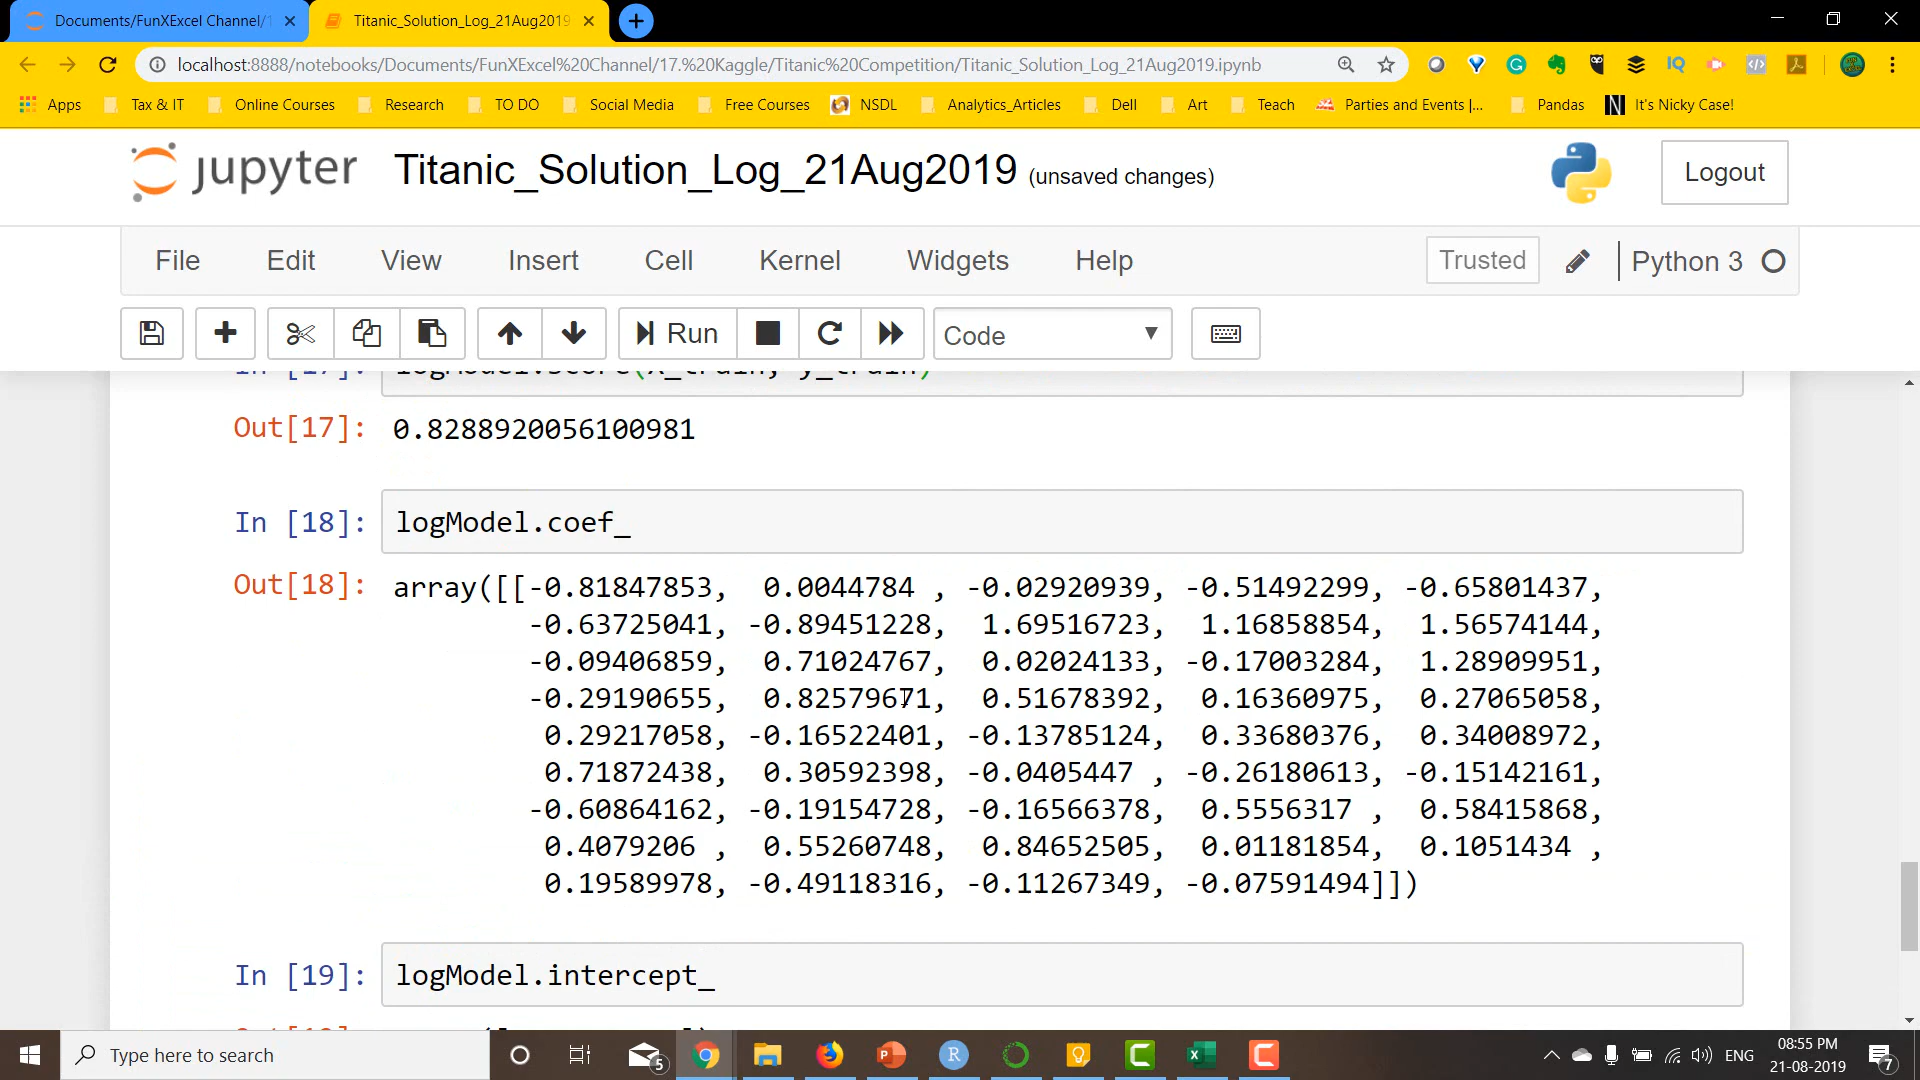 Documents/FunXExcel Channel/1
Titanic_Solution_Log_21Aug2019
localhost:8888/notebooks/Documents/FunXExcel%20Channel/17.%20Kaggle/Titanic%20Competition/Titanic_Solution_Log_21Aug2019.ipynb
Apps Tax & IT Online Courses Research TO DO Social Media Free Courses NSDL Analytics_Articles Dell Art Teach Parties and Events |... Pandas It's Nicky Case!
jupyter Titanic_Solution_Log_21Aug2019 (unsaved changes) Logout
File Edit View Insert Cell Kernel Widgets Help Trusted Python 3
Run Code
In [17]: logModel.score(X_train, y_train)
Out[17]: 0.8288920056100981
In [18]: logModel.coef_
Out[18]: array([[-0.81847853, 0.0044784 , -0.02920939, -0.51492299, -0.65801437,
-0.63725041, -0.89451228, 1.69516723, 1.16858854, 1.56574144,
-0.09406859, 0.71024767, 0.02024133, -0.17003284, 1.28909951,
-0.29190655, 0.82579671, 0.51678392, 0.16360975, 0.27065058,
0.29217058, -0.16522401, -0.13785124, 0.33680376, 0.34008972,
0.71872438, 0.30592398, -0.0405447 , -0.26180613, -0.15142161,
-0.60864162, -0.19154728, -0.16566378, 0.5556317 , 0.58415868,
0.4079206 , 0.55260748, 0.84652505, 0.01181854, 0.1051434 ,
0.19589978, -0.49118316, -0.11267349, -0.07591494]])
In [19]: logModel.intercept_
Type here to search
5
ENG
08:55 PM
21-08-2019
7